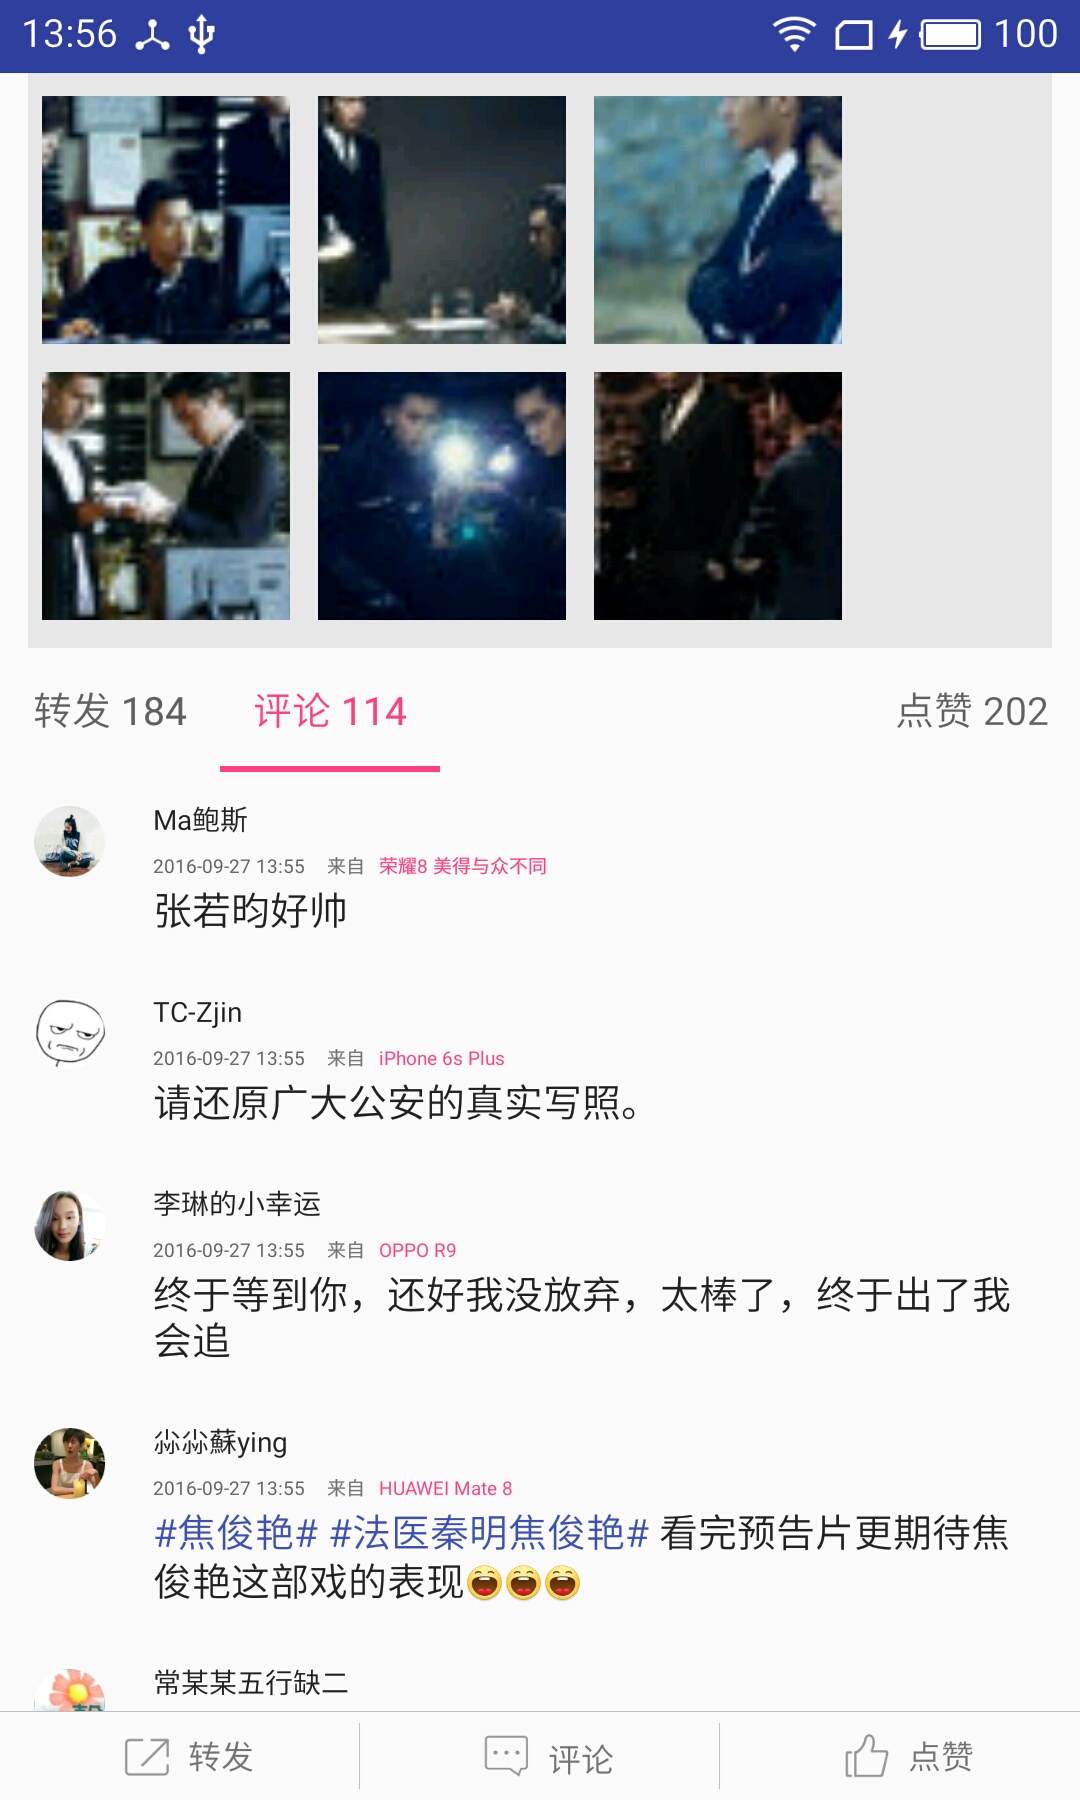 13:56
100
转发 184
评论 114
点赞 202
Ma鲍斯
2016-09-27 13:55 来自 荣耀8 美得与众不同
张若昀好帅
TC-Zjin
2016-09-27 13:55 来自 iPhone 6s Plus
请还原广大公安的真实写照。
李琳的小幸运
2016-09-27 13:55 来自 OPPO R9
终于等到你，还好我没放弃，太棒了，终于出了我
会追
尛尛蘇ying
2016-09-27 13:55 来自 HUAWEI Mate 8
#焦俊艳# #法医秦明焦俊艳# 看完预告片更期待焦
俊艳这部戏的表现
常某某五行缺二
转发
评论
点赞